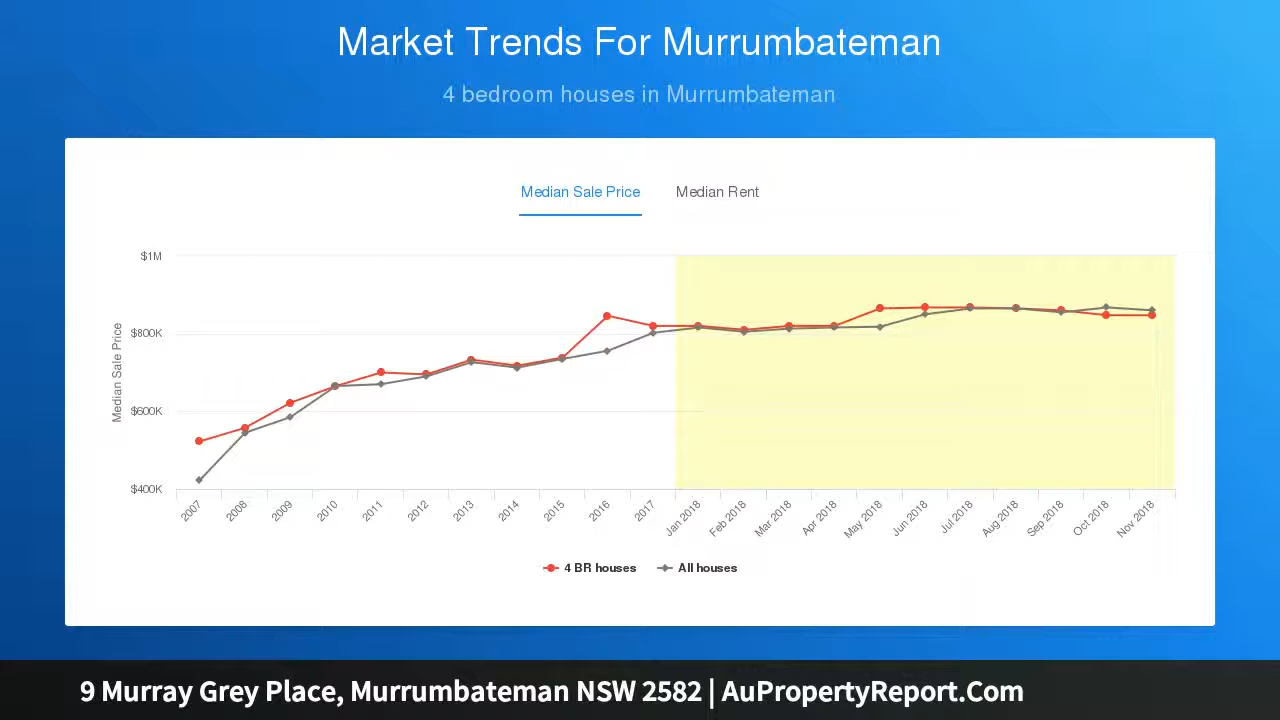 Market Trends For Murrumbateman
4 bedroom houses in Murrumbateman
Median Sale Price Median Rent
$1M
$800K
$600K
$400K
Median Sale Price
2007 2008 2009 2010 2011 2012 2013 2014 2015 2016 2017 Jan 2018 Feb 2018 Mar 2018 Apr 2018 May 2018 Jun 2018 Jul 2018 Aug 2018 Sep 2018 Oct 2018 Nov 2018
4 BR houses All houses
9 Murray Grey Place, Murrumbateman NSW 2582 | AuPropertyReport.Com